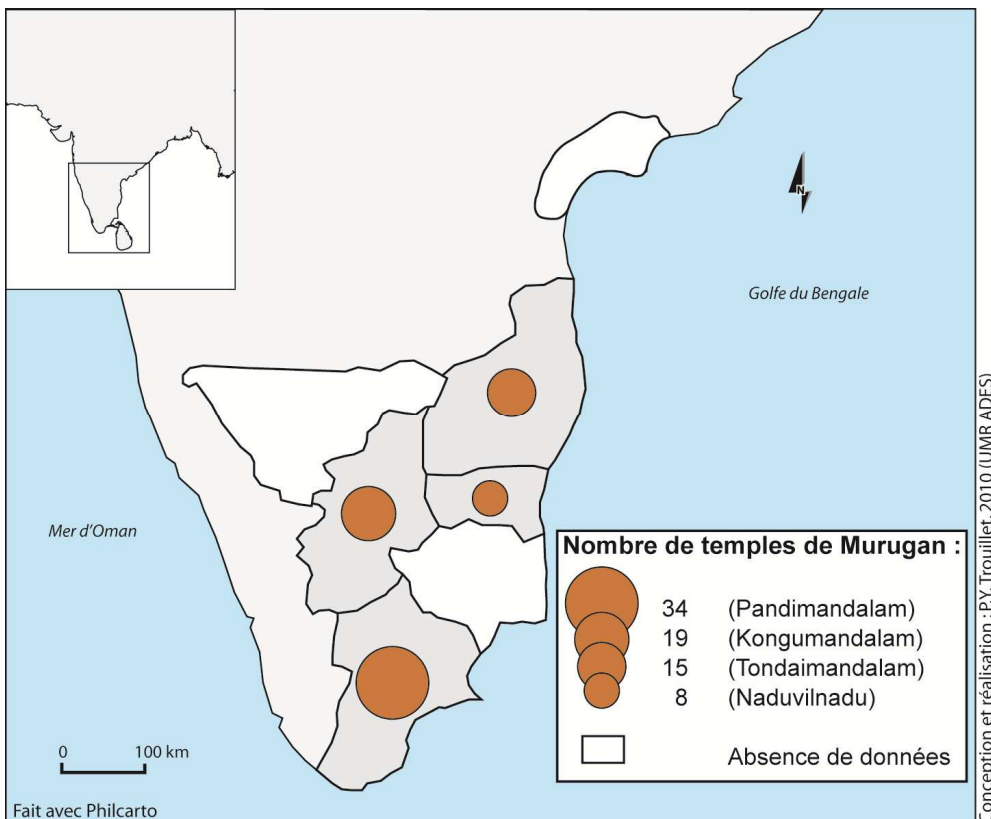 N
Golfe du Bengale
Mer d'Oman
Nombre de temples de Murugan :
34 (Pandimandalam)
19 (Kongumandalam)
15 (Tondaimandalam)
8 (Naduvilnadu)
Absence de données
0 100 km
Fait avec Philcarto
Conception et réalisation : P.Y. Trouillet, 2010 (UMR ADES)